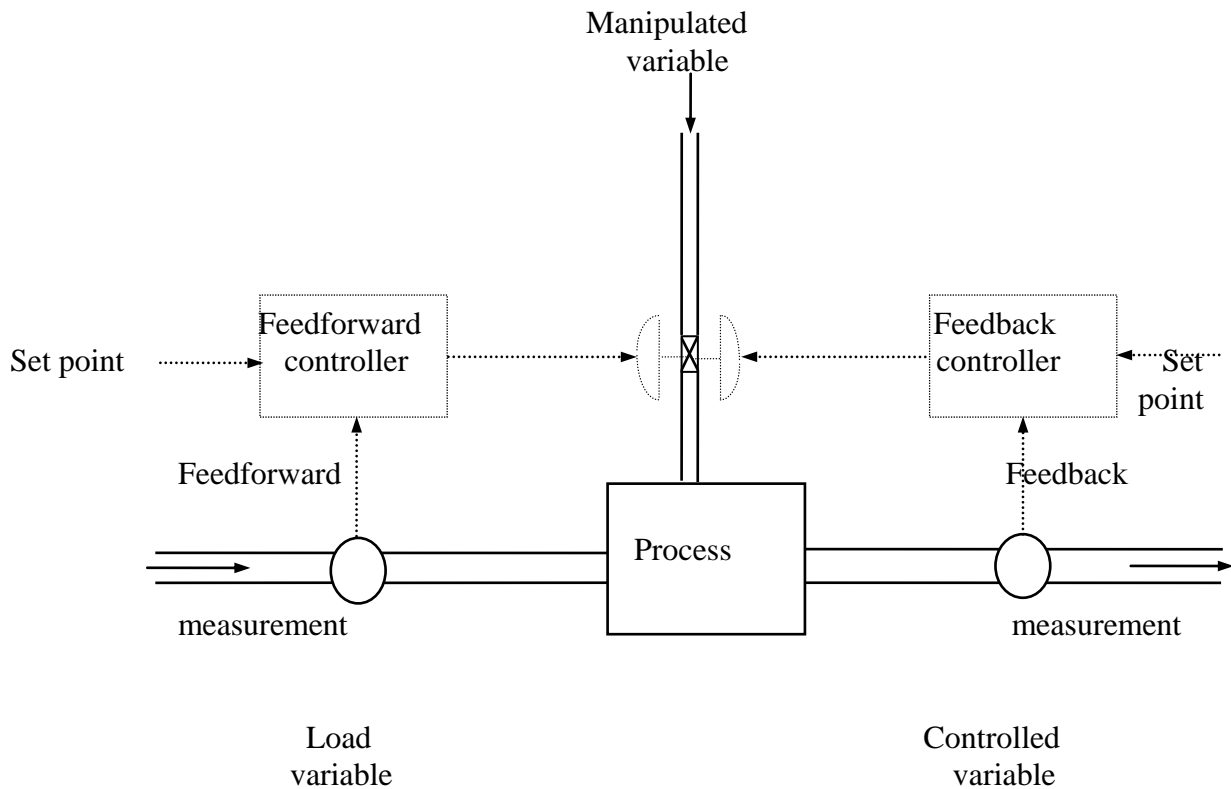 Manipulated
variable
Feedforward
controller
Feedback
controller
Set point
Set
point
Feedforward
Feedback
Process
measurement
measurement
Load
variable
Controlled
variable